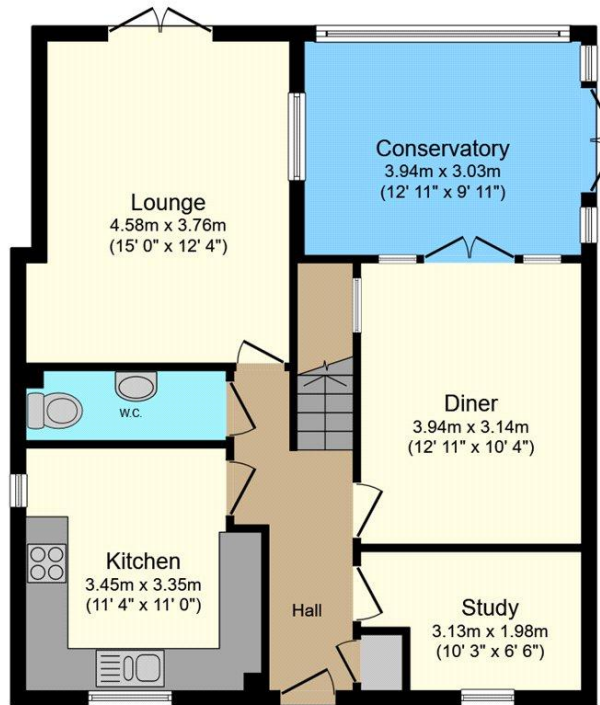 Conservatory
3.94m x 3.03m
(12' 11" x 9' 11")
Lounge
4.58m x 3.76m
(15' 0" x 12' 4")
W.C.
Diner
3.94m x 3.14m
(12' 11" x 10' 4")
Kitchen
3.45m x 3.35m
(11' 4" x 11' 0")
Hall
Study
3.13m x 1.98m
(10' 3" x 6' 6")